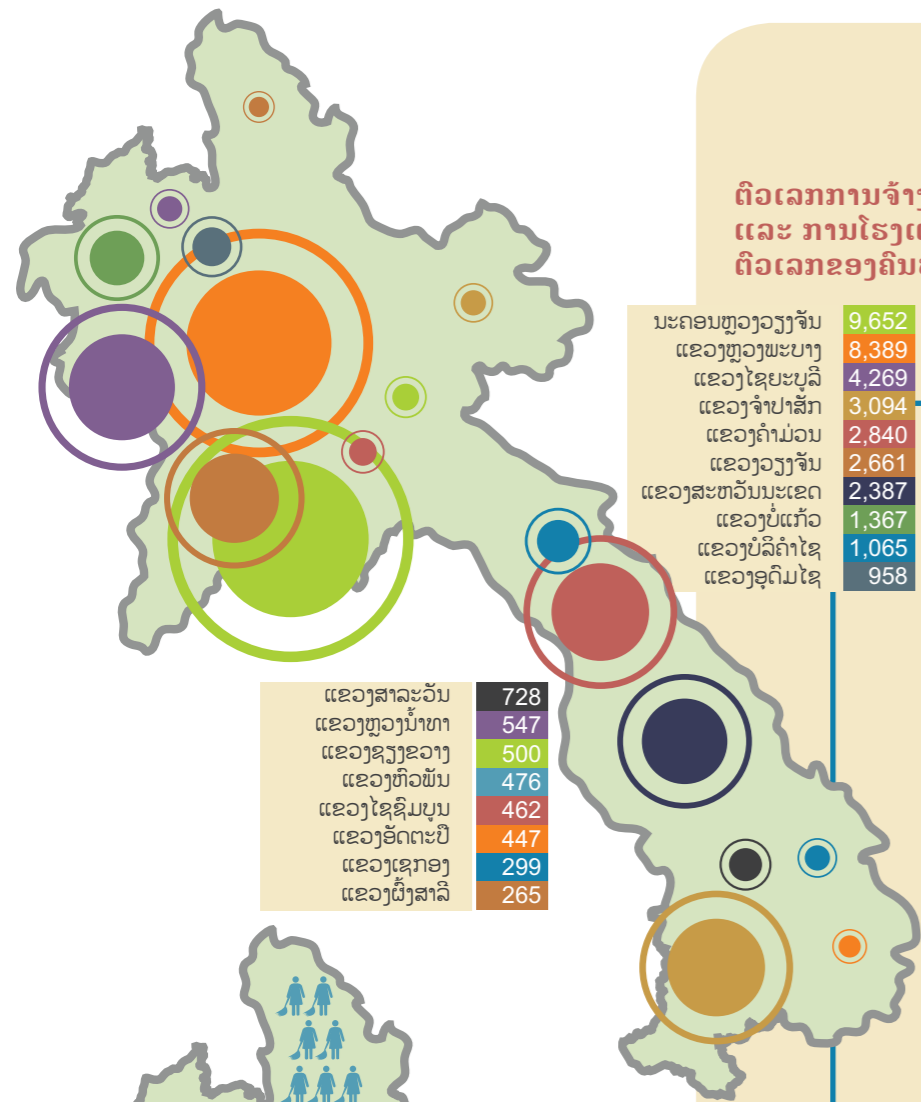 ຕົວເລກການຈ້າງ
ແລະ ການໂຮງແ
ຕົວເລກຂອງຄົນ
ນະຄອນຫຼວງວຽງຈັນ 9,652
ແຂວງຫຼວງພະບາງ 8,389
ແຂວງໄຊຍະບູລີ 4,269
ແຂວງຈຳປາສັກ 3,094
ແຂວງຄຳມ່ວນ 2,840
ແຂວງວຽງຈັນ 2,661
ແຂວງສະຫວັນນະເຂດ 2,387
ແຂວງບໍ່ແກ້ວ 1,367
ແຂວງບໍລິຄຳໄຊ 1,065
ແຂວງອຸດົມໄຊ 958
ແຂວງສາລະວັນ 728
ແຂວງຫຼວງນ້ຳທາ 547
ແຂວງຊຽງຂວາງ 500
ແຂວງຫົວພັນ 476
ແຂວງໄຊຊົມບູນ 462
ແຂວງອັດຕະປື 447
ແຂວງເຊກອງ 299
ແຂວງຜົ້ງສາລີ 265